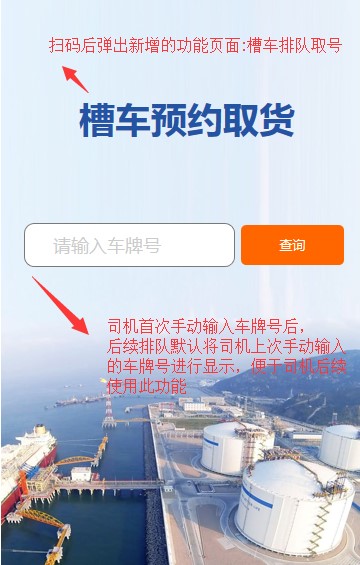 扫码后弹出新增的功能页面:槽车排队取号
槽车预约取货
请输入车牌号
查询
司机首次手动输入车牌号后，
后续排队默认将司机上次手动输入
的车牌号进行显示，便于司机后续
使用此功能